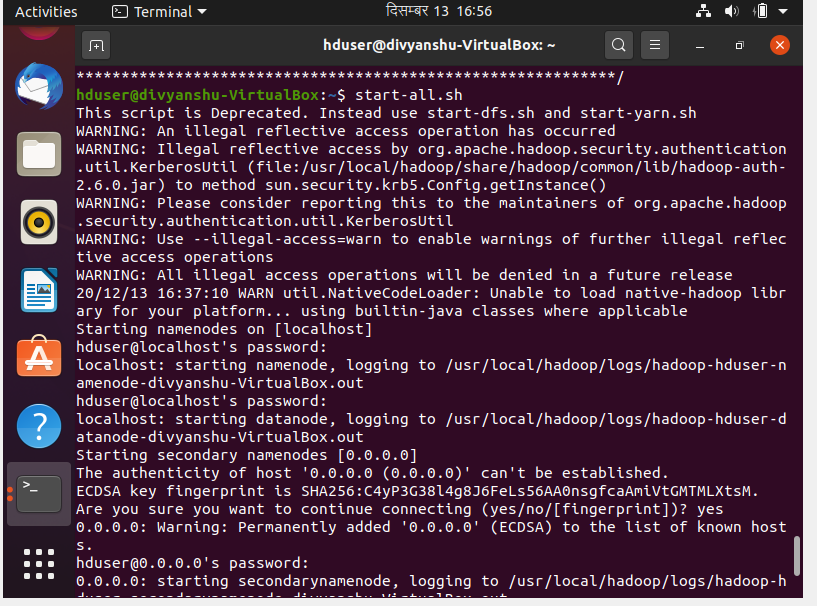 Activities
Terminal
दिसम्बर 13 16:56
hduser@divyanshu-VirtualBox: ~
************************************************************/
hduser@divyanshu-VirtualBox:~$ start-all.sh
This script is Deprecated. Instead use start-dfs.sh and start-yarn.sh
WARNING: An illegal reflective access operation has occurred
WARNING: Illegal reflective access by org.apache.hadoop.security.authentication
.util.KerberosUtil (file:/usr/local/hadoop/share/hadoop/common/lib/hadoop-auth-
2.6.0.jar) to method sun.security.krb5.Config.getInstance()
WARNING: Please consider reporting this to the maintainers of org.apache.hadoop
.security.authentication.util.KerberosUtil
WARNING: Use --illegal-access=warn to enable warnings of further illegal reflec
tive access operations
WARNING: All illegal access operations will be denied in a future release
20/12/13 16:37:10 WARN util.NativeCodeLoader: Unable to load native-hadoop libr
ary for your platform... using builtin-java classes where applicable
Starting namenodes on [localhost]
hduser@localhost's password:
localhost: starting namenode, logging to /usr/local/hadoop/logs/hadoop-hduser-n
amenode-divyanshu-VirtualBox.out
hduser@localhost's password:
localhost: starting datanode, logging to /usr/local/hadoop/logs/hadoop-hduser-d
atanode-divyanshu-VirtualBox.out
Starting secondary namenodes [0.0.0.0]
The authenticity of host '0.0.0.0 (0.0.0.0)' can't be established.
ECDSA key fingerprint is SHA256:C4yP3G38l4g8J6FeLs56AA0nsgfcaAmiVtGMTMLXtsM.
Are you sure you want to continue connecting (yes/no/[fingerprint])? yes
0.0.0.0: Warning: Permanently added '0.0.0.0' (ECDSA) to the list of known host
s.
hduser@0.0.0.0's password:
0.0.0.0: starting secondarynamenode, logging to /usr/local/hadoop/logs/hadoop-h
duser-secondarynamenode-divyanshu-VirtualBox.out